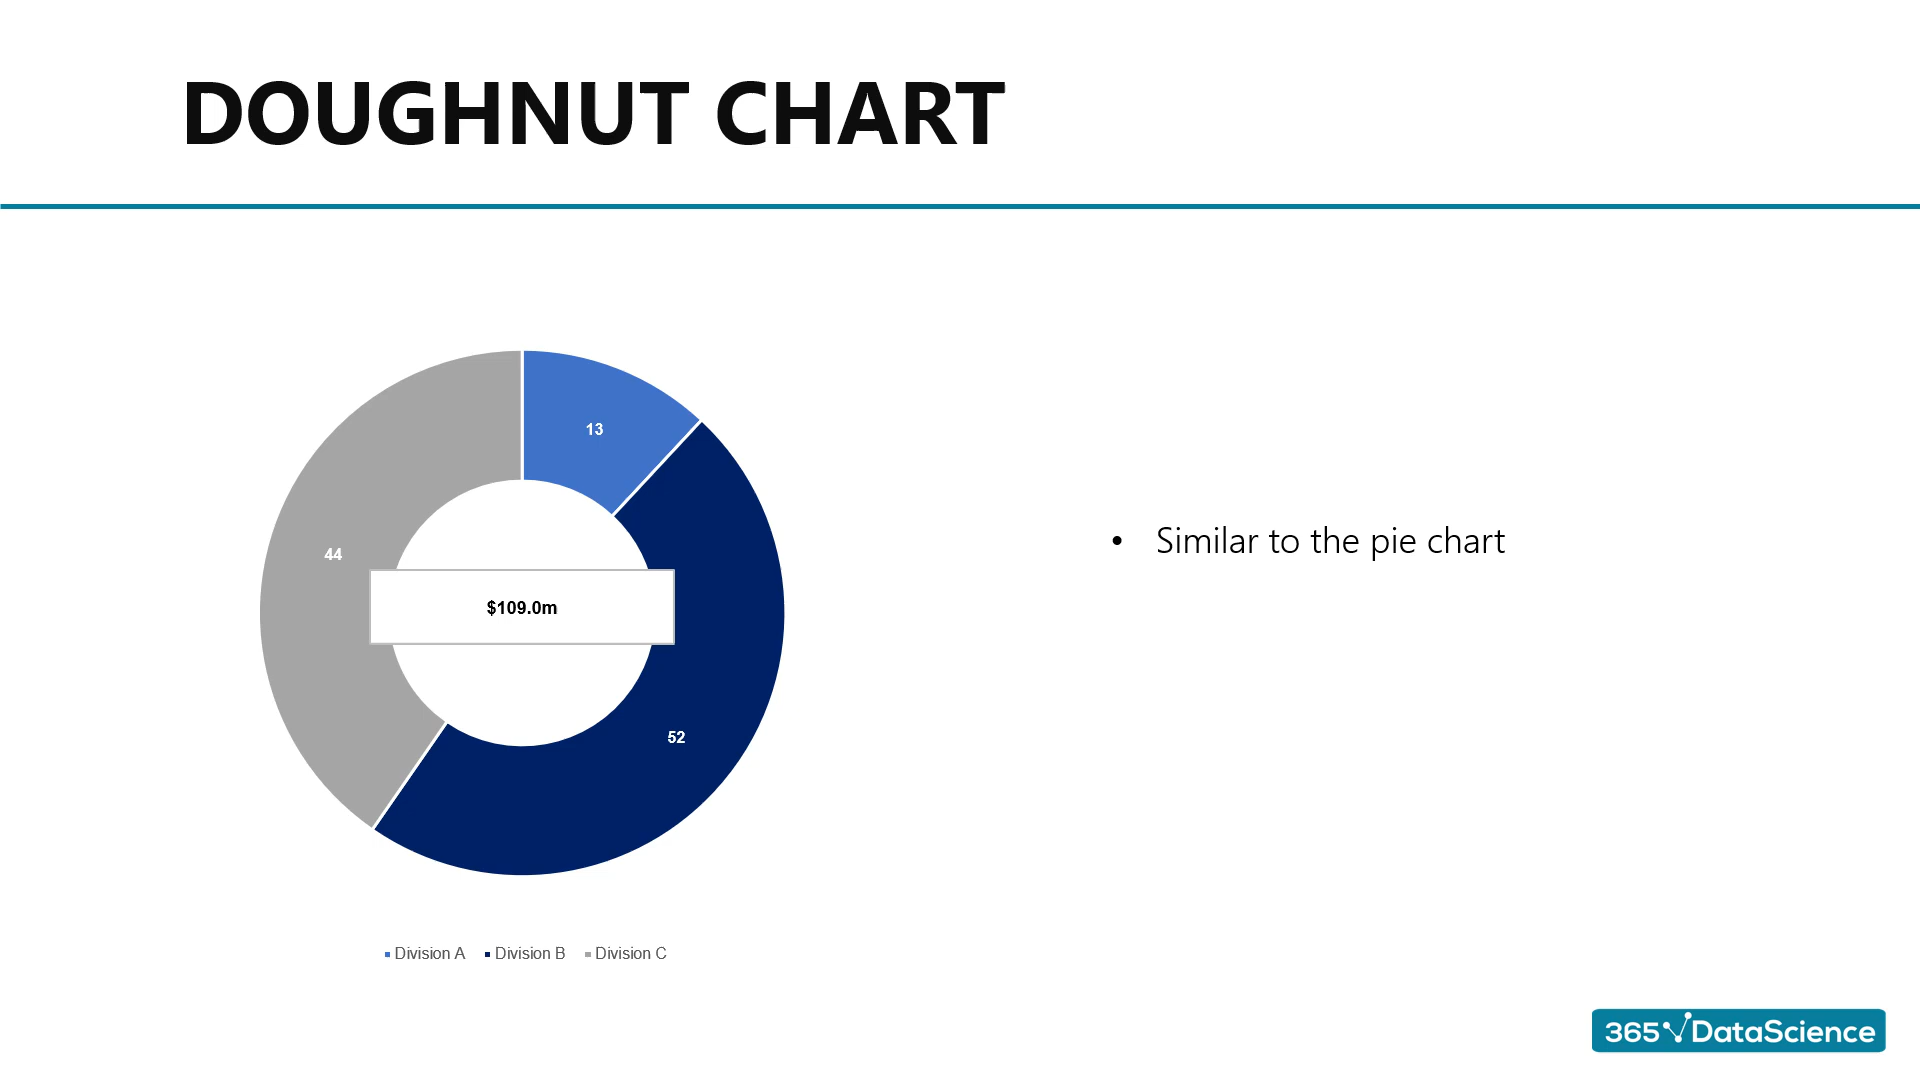 DOUGHNUT CHART
13
44
$109.0m
52
• Similar to the pie chart
Division A Division B Division C
365 DataScience